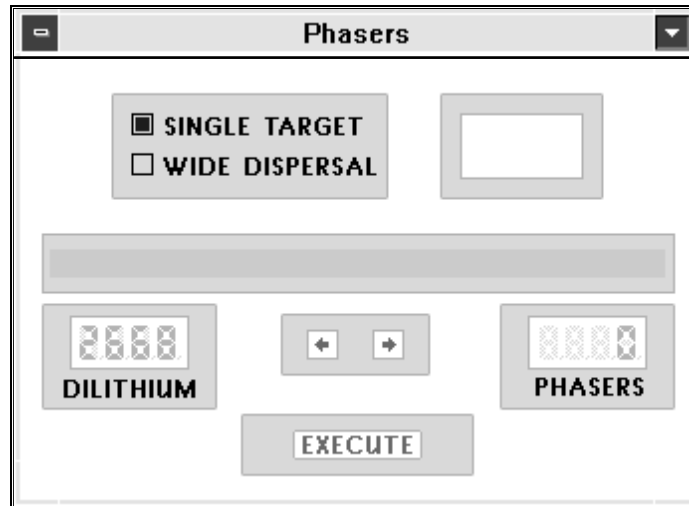 Phasers
SINGLE TARGET
WIDE DISPERSAL
2668
0
DILITHIUM
PHASERS
EXECUTE